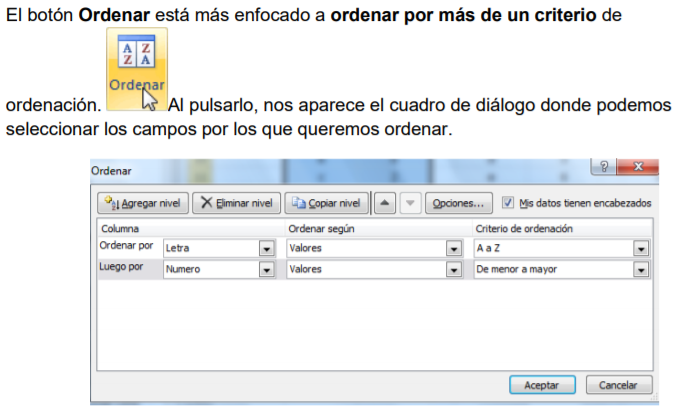 El botón Ordenar está más enfocado a ordenar por más de un criterio de
A Z
Z A
Ordenar
ordenación. Al pulsarlo, nos aparece el cuadro de diálogo donde podemos
seleccionar los campos por los que queremos ordenar.
Ordenar
Agregar nivel Eliminar nivel Copiar nivel Opciones... Mis datos tienen encabezados
Columna Ordenar según Criterio de ordenación
Ordenar por Letra Valores A a Z
Luego por Numero Valores De menor a mayor
Aceptar Cancelar